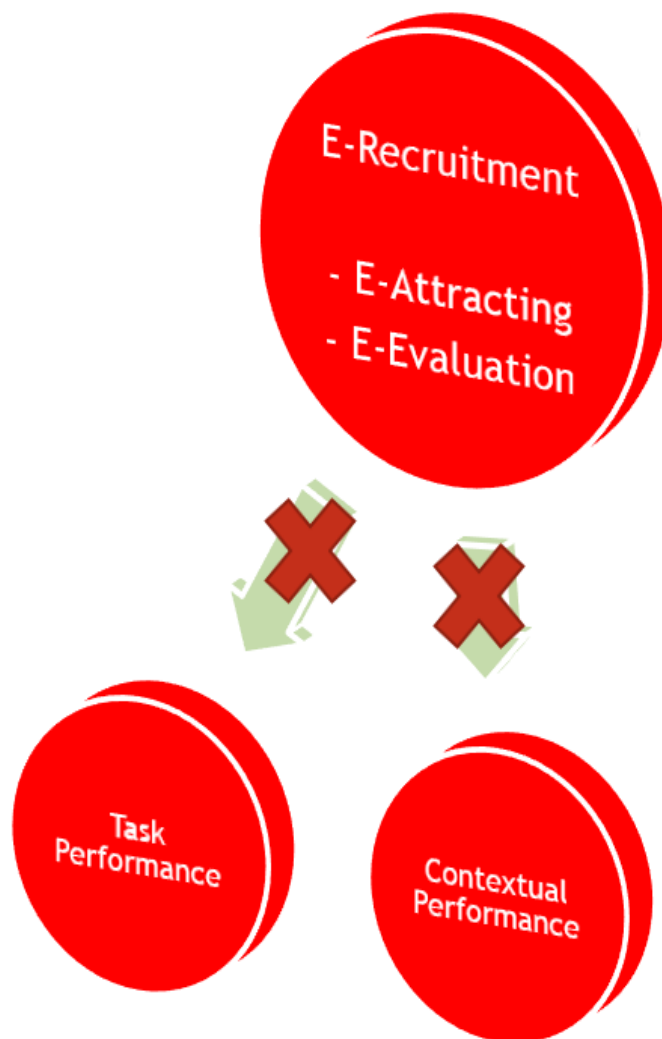 E-Recruitment
- E-Attracting
- E-Evaluation
Task
Performance
Contextual
Performance